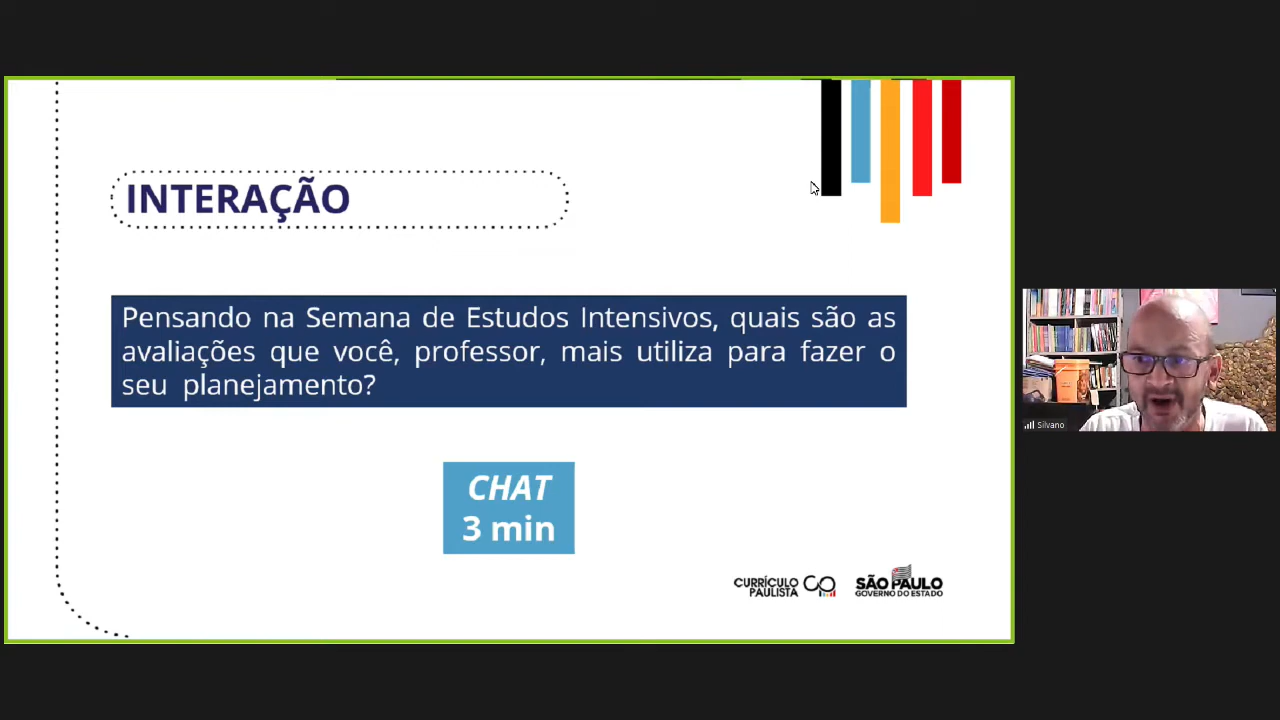 INTERAÇÃO
Pensando na Semana de Estudos Intensivos, quais são as
avaliações que você, professor, mais utiliza para fazer o
seu planejamento?
CHAT
3 min
CURRÍCULO
PAULISTA
SÃO PAULO
GOVERNO DO ESTADO
Silvano